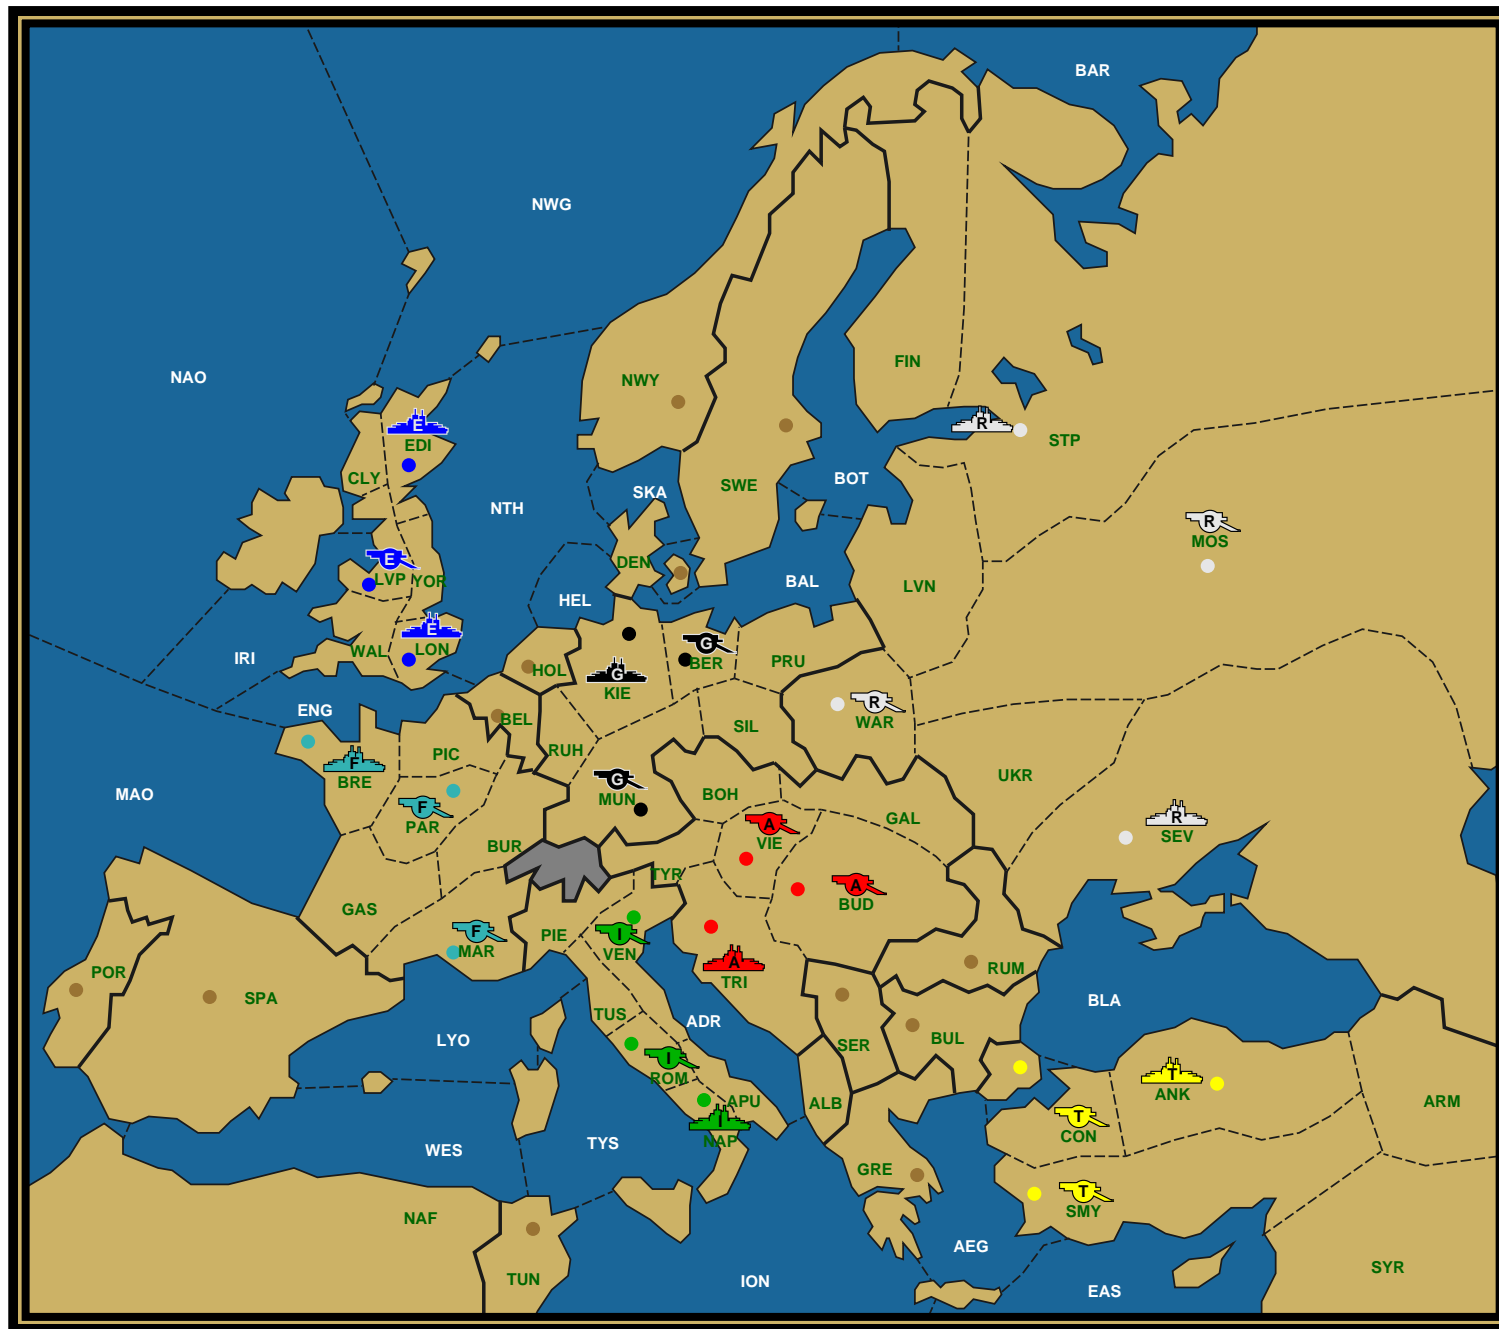 BAR
NWG
NAO
FIN
NWY
E
EDI
R
STP
CLY
BOT
SWE
SKA
NTH
R
MOS
E
LVP
YOR
DEN
BAL
LVN
HEL
E
LON
WAL
IRI
HOL
G
KIE
G
BER
PRU
R
WAR
ENG
BEL
SIL
F
BRE
PIC
RUH
G
MUN
BOH
UKR
MAO
F
PAR
A
VIE
GAL
R
SEV
BUR
TYR
A
BUD
GAS
F
MAR
PIE
I
VEN
A
TRI
POR
SPA
RUM
TUS
ADR
BLA
LYO
SER
BUL
I
ROM
T
ANK
APU
ALB
ARM
I
NAP
T
CON
WES
TYS
GRE
T
SMY
NAF
AEG
SYR
TUN
ION
EAS